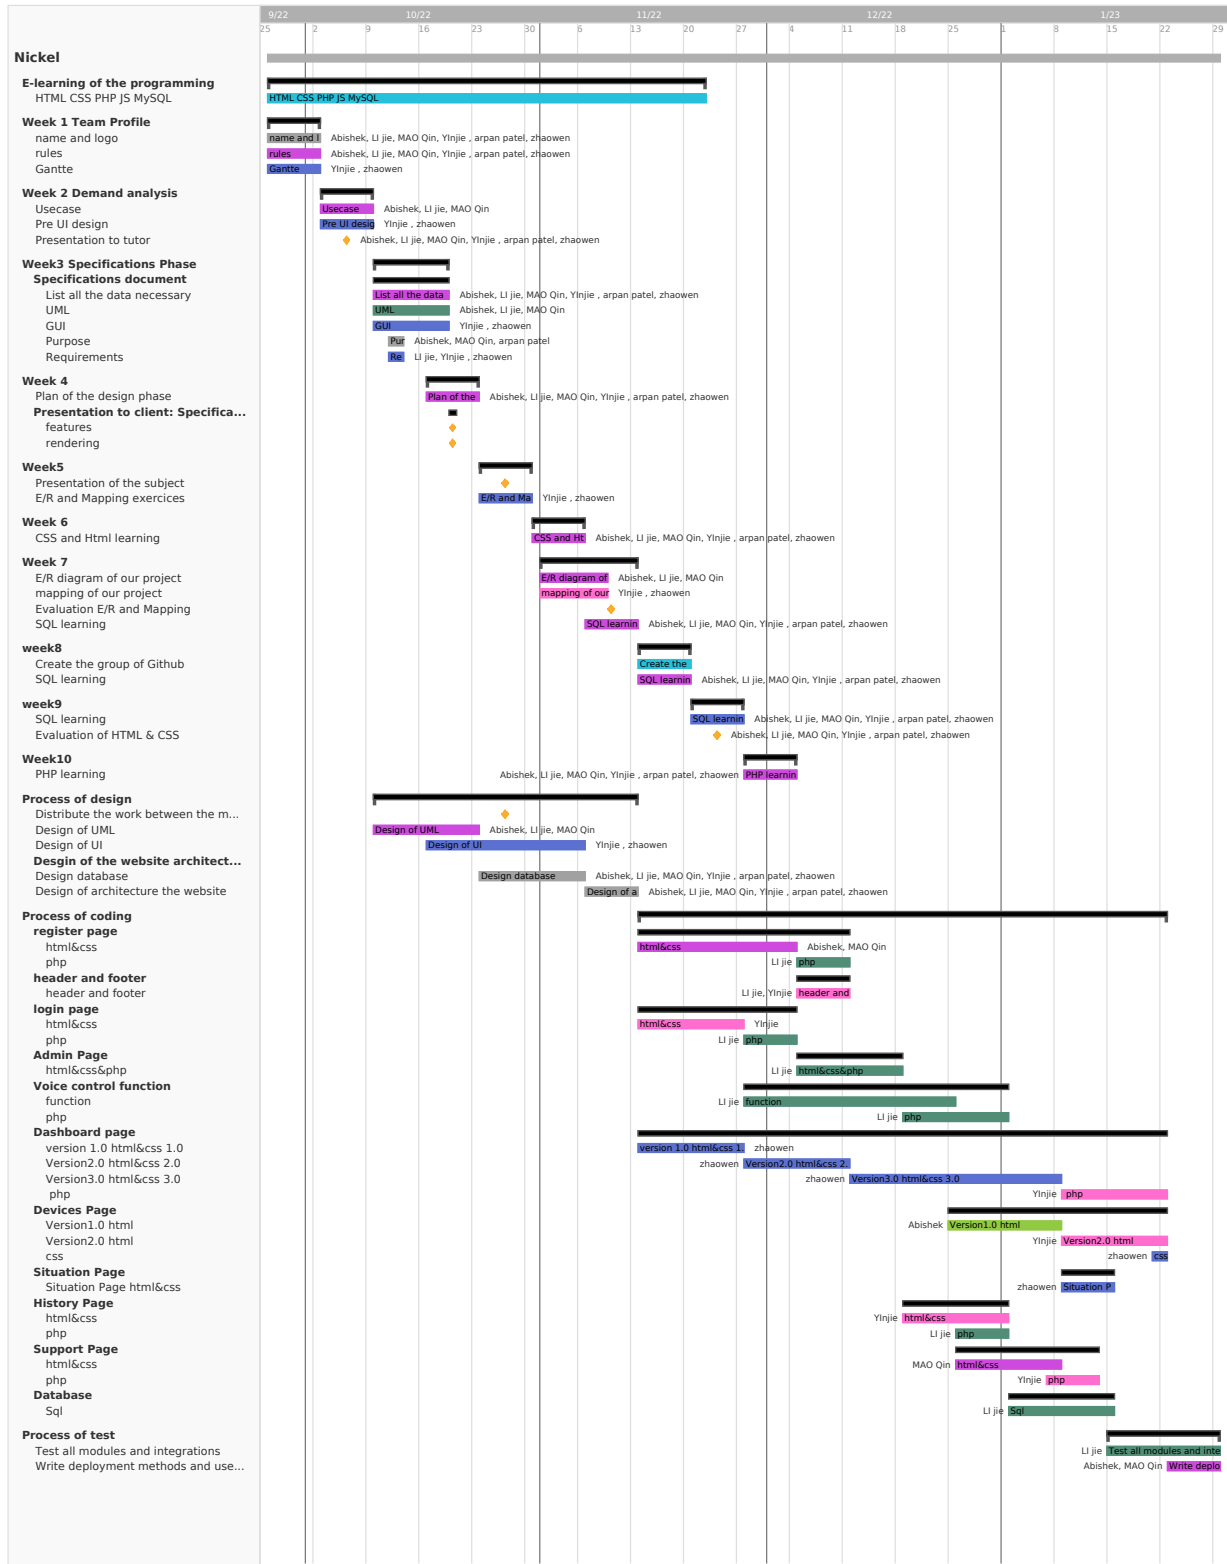 9/22 10/22 11/22 12/22 1/23
25 2 9 16 23 30 6 13 20 27 4 11 18 25 1 8 15 22 29
Nickel
E-learning of the programming
HTML CSS PHP JS MySQL HTML CSS PHP JS MySQL
Week 1 Team Profile
name and logo name and l Abishek, LI jie, MAO Qin, YInjie , arpan patel, zhaowen
rules rules Abishek, LI jie, MAO Qin, YInjie , arpan patel, zhaowen
Gantte Gantte YInjie , zhaowen
Week 2 Demand analysis
Usecase Usecase Abishek, LI jie, MAO Qin
Pre UI design Pre UI desig YInjie , zhaowen
Presentation to tutor Abishek, LI jie, MAO Qin, YInjie , arpan patel, zhaowen
Week3 Specifications Phase
Specifications document
List all the data necessary List all the data Abishek, LI jie, MAO Qin, YInjie , arpan patel, zhaowen
UML UML Abishek, LI jie, MAO Qin
GUI GUI YInjie , zhaowen
Purpose Pur Abishek, MAO Qin, arpan patel
Requirements Re LI jie, YInjie , zhaowen
Week 4
Plan of the design phase Plan of the Abishek, LI jie, MAO Qin, YInjie , arpan patel, zhaowen
Presentation to client: Specifica...
features
rendering
Week5
Presentation of the subject
E/R and Mapping exercices E/R and Ma YInjie , zhaowen
Week 6
CSS and Html learning CSS and Ht Abishek, LI jie, MAO Qin, YInjie , arpan patel, zhaowen
Week 7
E/R diagram of our project E/R diagram of Abishek, LI jie, MAO Qin
mapping of our project mapping of our YInjie , zhaowen
Evaluation E/R and Mapping
SQL learning SQL learnin Abishek, LI jie, MAO Qin, YInjie , arpan patel, zhaowen
week8
Create the group of Github Create the
SQL learning SQL learnin Abishek, LI jie, MAO Qin, YInjie , arpan patel, zhaowen
week9
SQL learning SQL learnin Abishek, LI jie, MAO Qin, YInjie , arpan patel, zhaowen
Evaluation of HTML & CSS Abishek, LI jie, MAO Qin, YInjie , arpan patel, zhaowen
Week10
PHP learning Abishek, LI jie, MAO Qin, YInjie , arpan patel, zhaowen PHP learnin
Process of design
Distribute the work between the m...
Design of UML Design of UML Abishek, LI jie, MAO Qin
Design of UI Design of UI YInjie , zhaowen
Desgin of the website architect...
Design database Design database Abishek, LI jie, MAO Qin, YInjie , arpan patel, zhaowen
Design of architecture the website Design of a Abishek, LI jie, MAO Qin, YInjie , arpan patel, zhaowen
Process of coding
register page
html&css html&css Abishek, MAO Qin
php LI jie php
header and footer
header and footer LI jie, YInjie header and
login page
html&css html&css YInjie
php LI jie php
Admin Page
html&css&php LI jie html&css&php
Voice control function
function LI jie function
php LI jie php
Dashboard page
version 1.0 html&css 1.0 version 1.0 html&css 1. zhaowen
Version2.0 html&css 2.0 zhaowen Version2.0 html&css 2.
Version3.0 html&css 3.0 zhaowen Version3.0 html&css 3.0
php YInjie php
Devices Page
Version1.0 html Abishek Version1.0 html
Version2.0 html YInjie Version2.0 html
css zhaowen css
Situation Page
Situation Page html&css zhaowen Situation P
History Page
html&css YInjie html&css
php LI jie php
Support Page
html&css MAO Qin html&css
php YInjie php
Database
Sql LI jie Sql
Process of test
Test all modules and integrations LI jie Test all modules and inte
Write deployment methods and use... Abishek, MAO Qin Write deplo